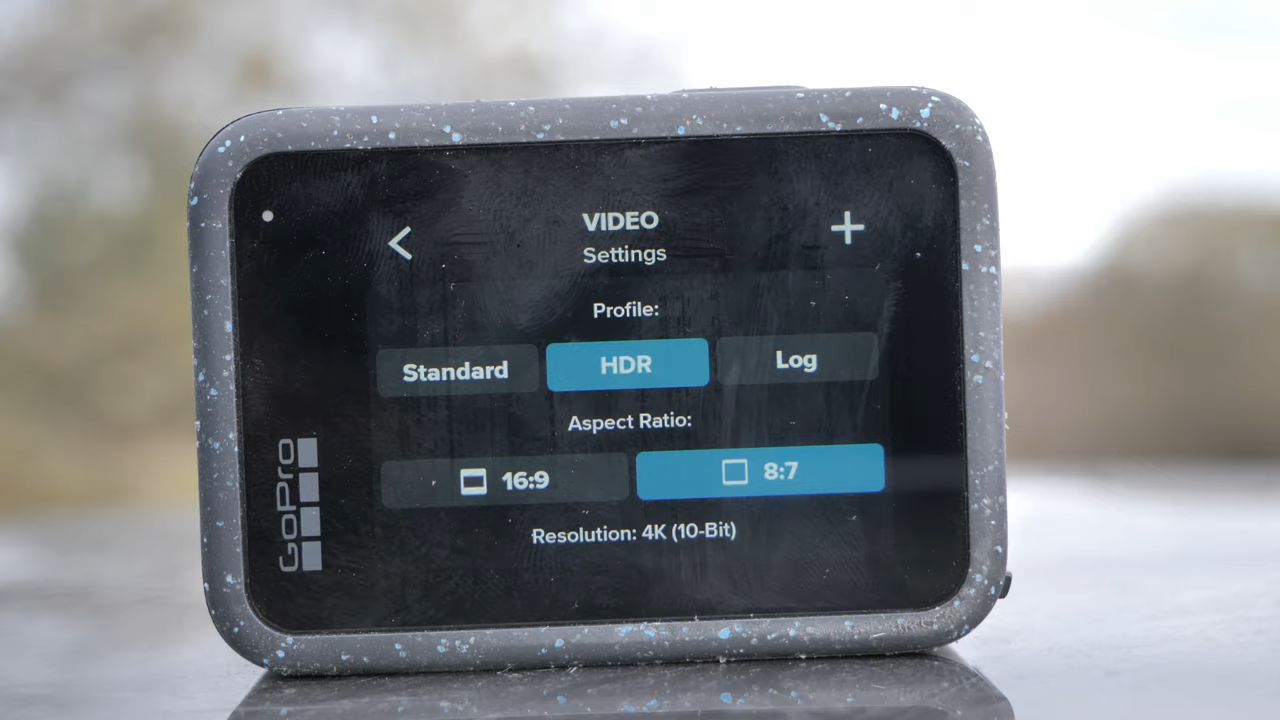 VIDEO
Settings
Profile:
Standard HDR Log
Aspect Ratio:
16:9 8:7
Resolution: 4K (10-Bit)
GoPro